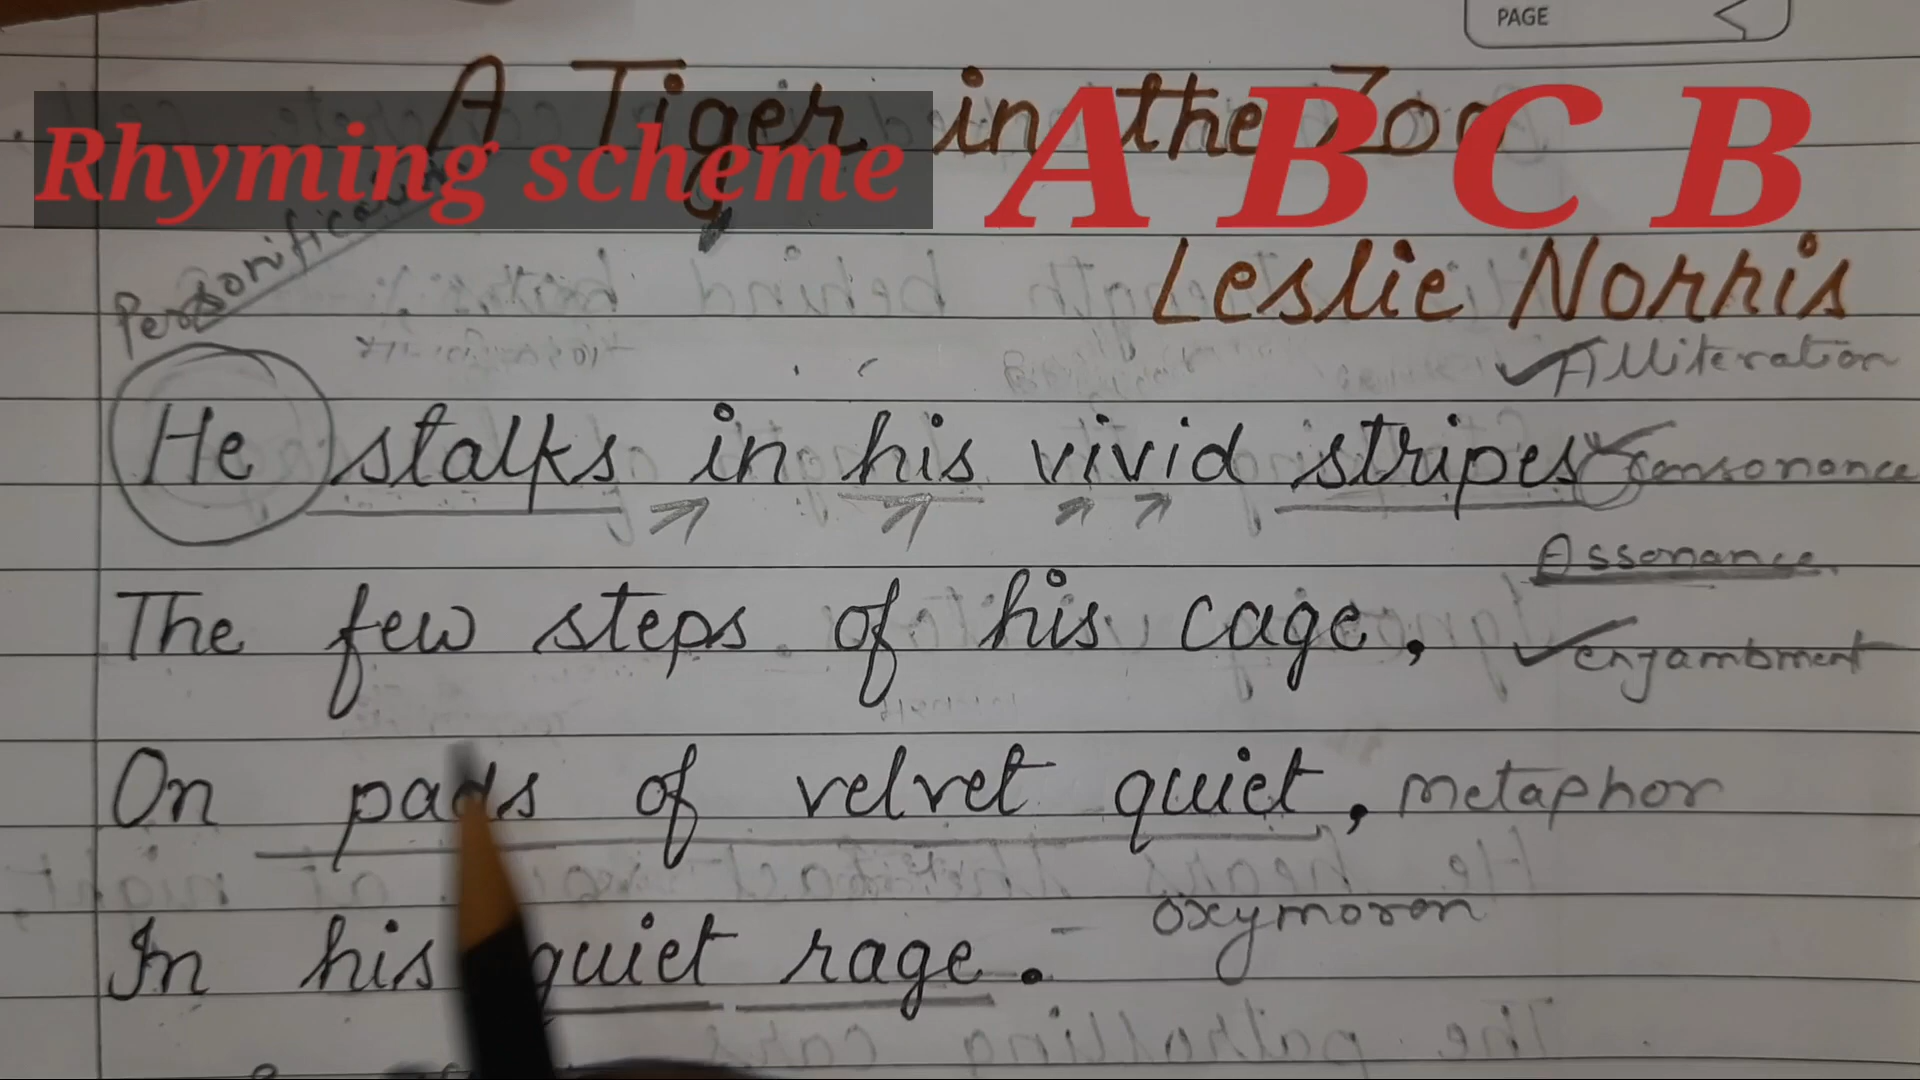 PAGE
A Tiger in the Zoo
Rhyming scheme A B C B
Leslie Norris
Personification
Alliteration
He stalks in his vivid stripes consonance
Assonance
The few steps of his cage, enjambment
On pads of velvet quiet, metaphor
In his quiet rage. - oxymoron